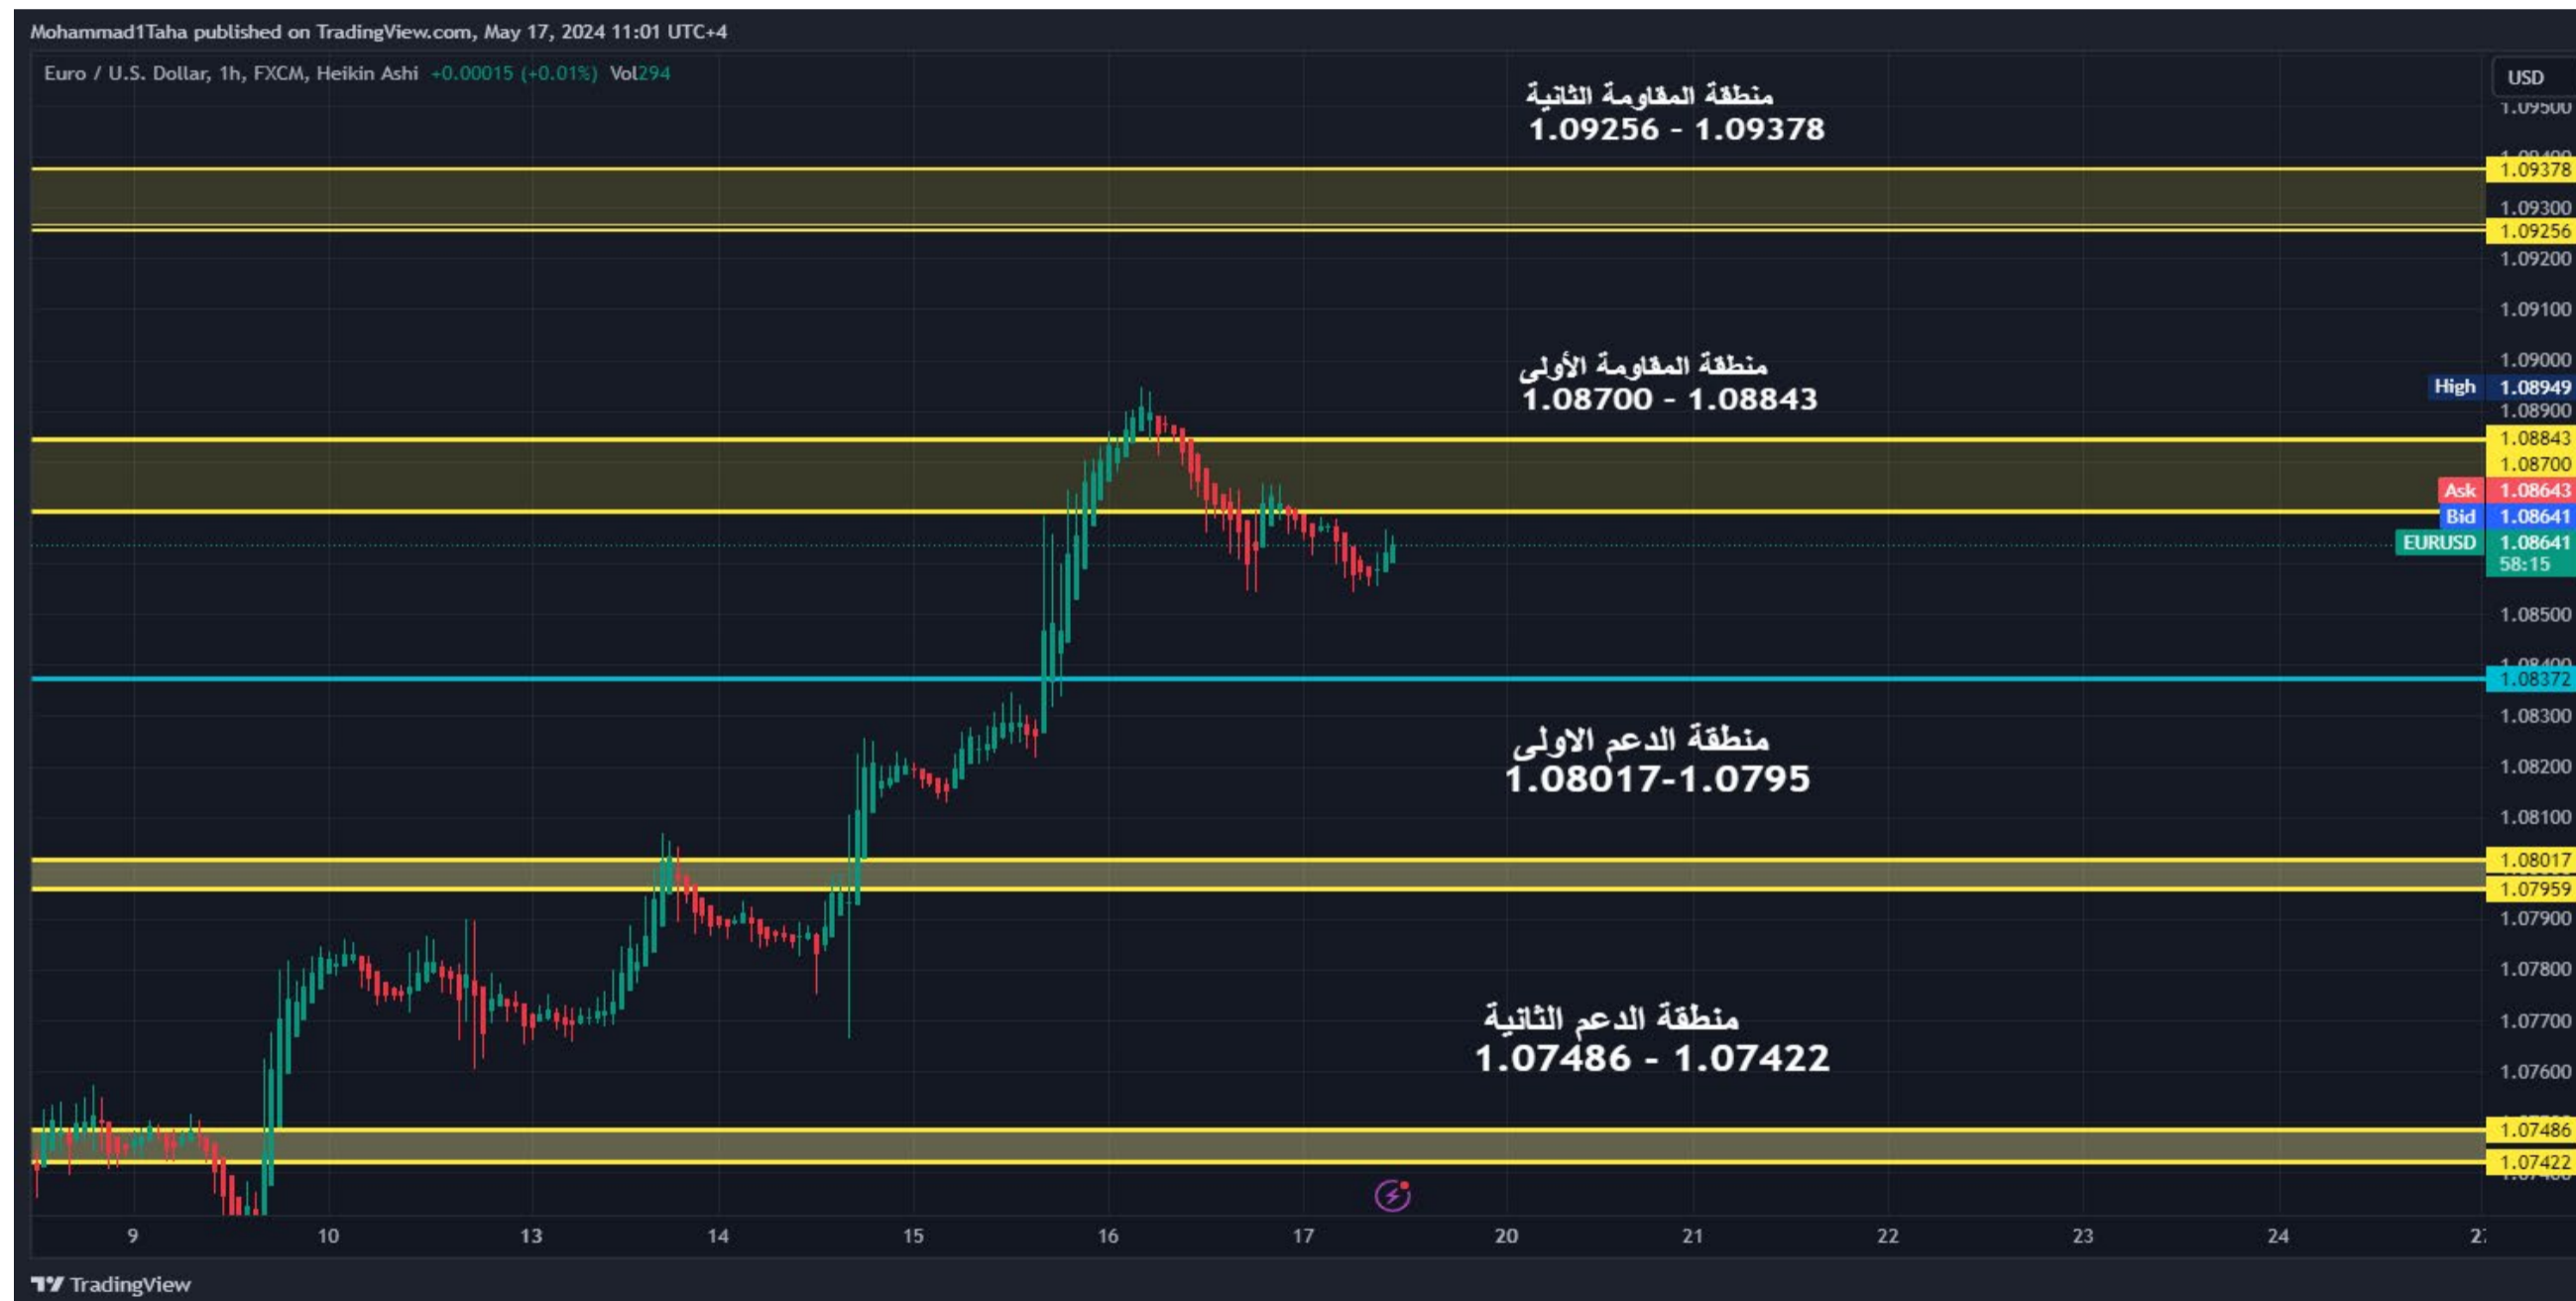 Mohammad1Taha published on TradingView.com, May 17, 2024 11:01 UTC+4
Euro / U.S. Dollar, 1h, FXCM, Heikin Ashi +0.00015 (+0.01%) Vol294
USD
منطقة المقاومة الثانية
1.09256 - 1.09378
1.09500
1.09400
1.09378
1.09300
1.09256
1.09200
1.09100
منطقة المقاومة الأولى
1.08700 - 1.08843
1.09000
High 1.08949
1.08900
1.08843
1.08700
Ask 1.08643
Bid 1.08641
EURUSD 1.08641
58:15
1.08500
1.08400
1.08372
1.08300
منطقة الدعم الاولى
1.08017-1.0795
1.08200
1.08100
1.08017
1.07959
1.07900
1.07800
منطقة الدعم الثانية
1.07486 - 1.07422
1.07700
1.07600
1.07486
1.07422
9 10 13 14 15 16 17 20 21 22 23 24
TradingView